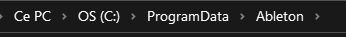 Ce PC > OS (C:) > ProgramData > Ableton >